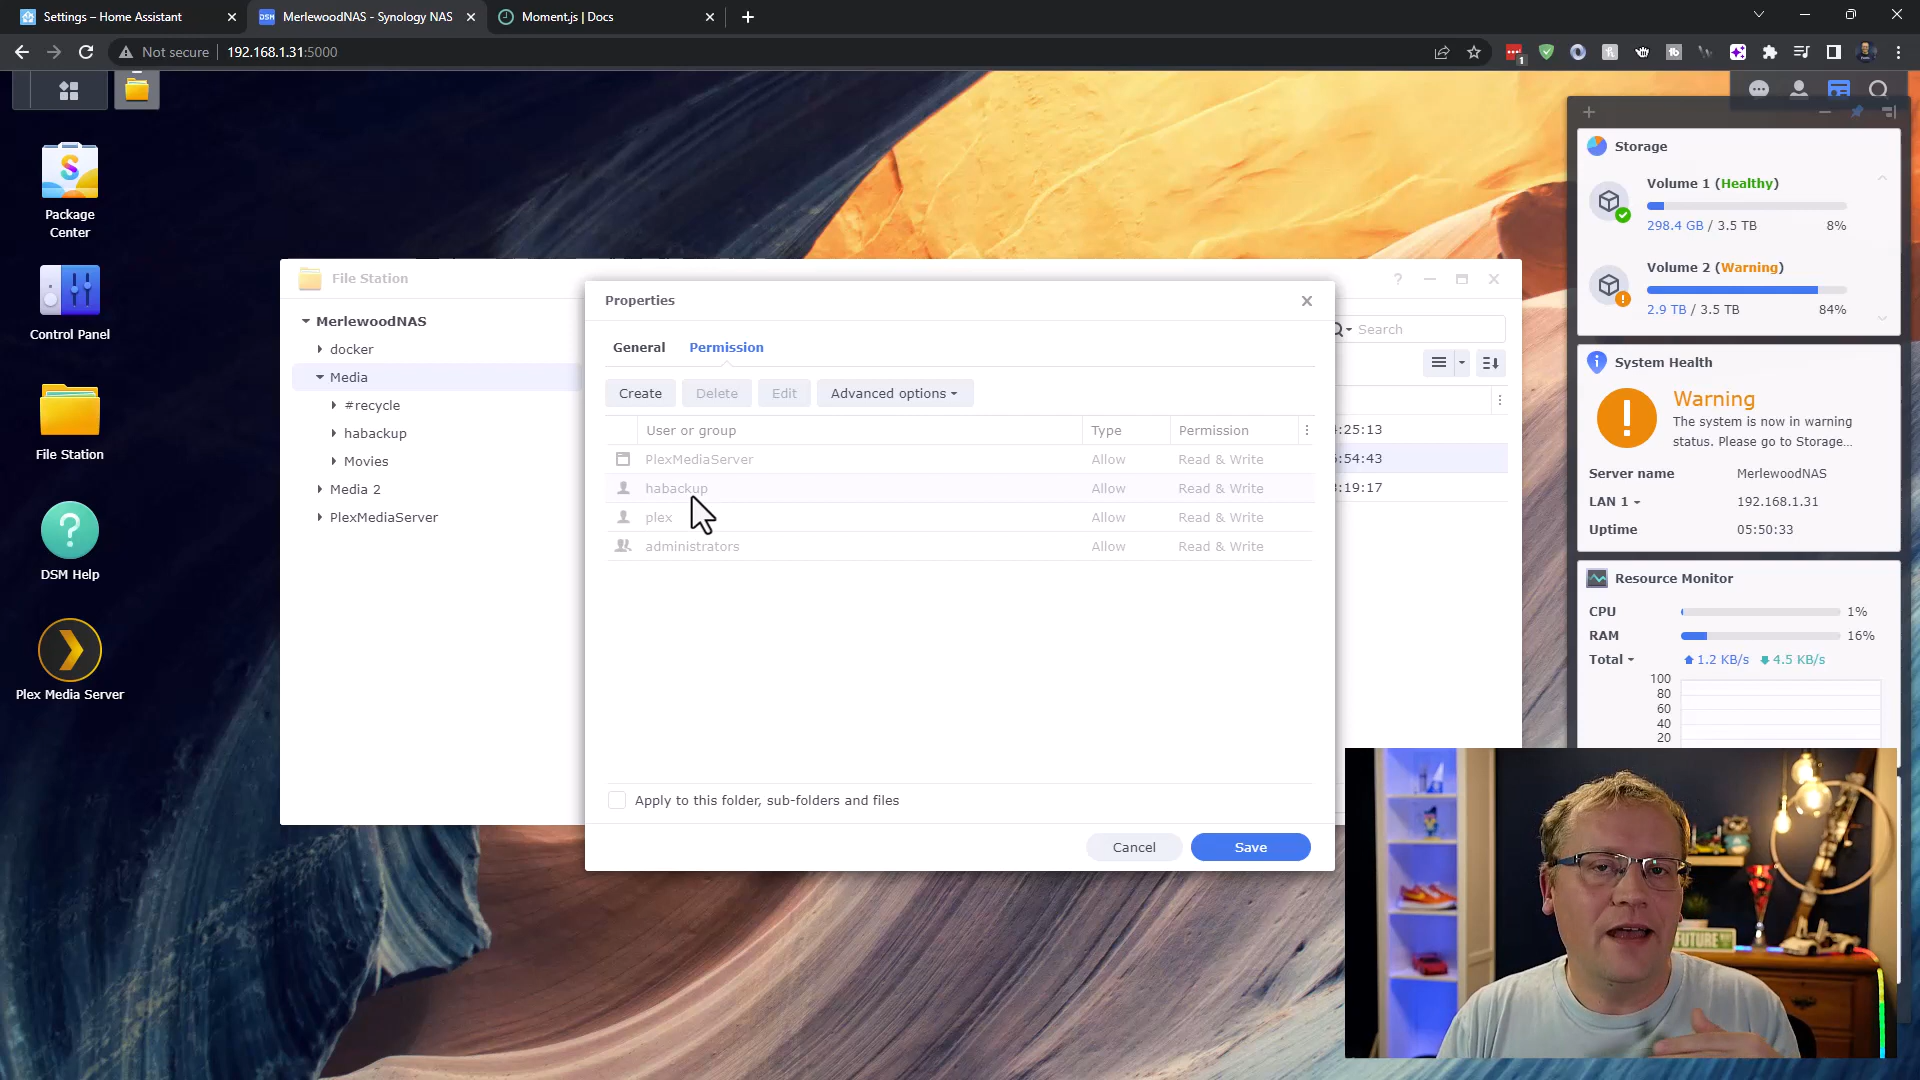 Settings – Home Assistant
MerlewoodNAS - Synology NAS
Moment.js | Docs
Not secure
192.168.1.31:5000
1
Package
Center
Control Panel
File Station
DSM Help
Plex Media Server
File Station
MerlewoodNAS
docker
Media
#recycle
habackup
Movies
Media 2
PlexMediaServer
Search
:25:13
:54:43
:19:17
Properties
General
Permission
Create
Delete
Edit
Advanced options
User or group
Type
Permission
PlexMediaServer
Allow
Read & Write
habackup
Allow
Read & Write
plex
Allow
Read & Write
administrators
Allow
Read & Write
Apply to this folder, sub-folders and files
Cancel
Save
Storage
Volume 1 (Healthy)
298.4 GB / 3.5 TB
8%
Volume 2 (Warning)
2.9 TB / 3.5 TB
84%
System Health
Warning
The system is now in warning
status. Please go to Storage...
Server name
MerlewoodNAS
LAN 1
192.168.1.31
Uptime
05:50:33
Resource Monitor
CPU
1%
RAM
16%
Total
1.2 KB/s
4.5 KB/s
100
80
60
40
20
FUTURE